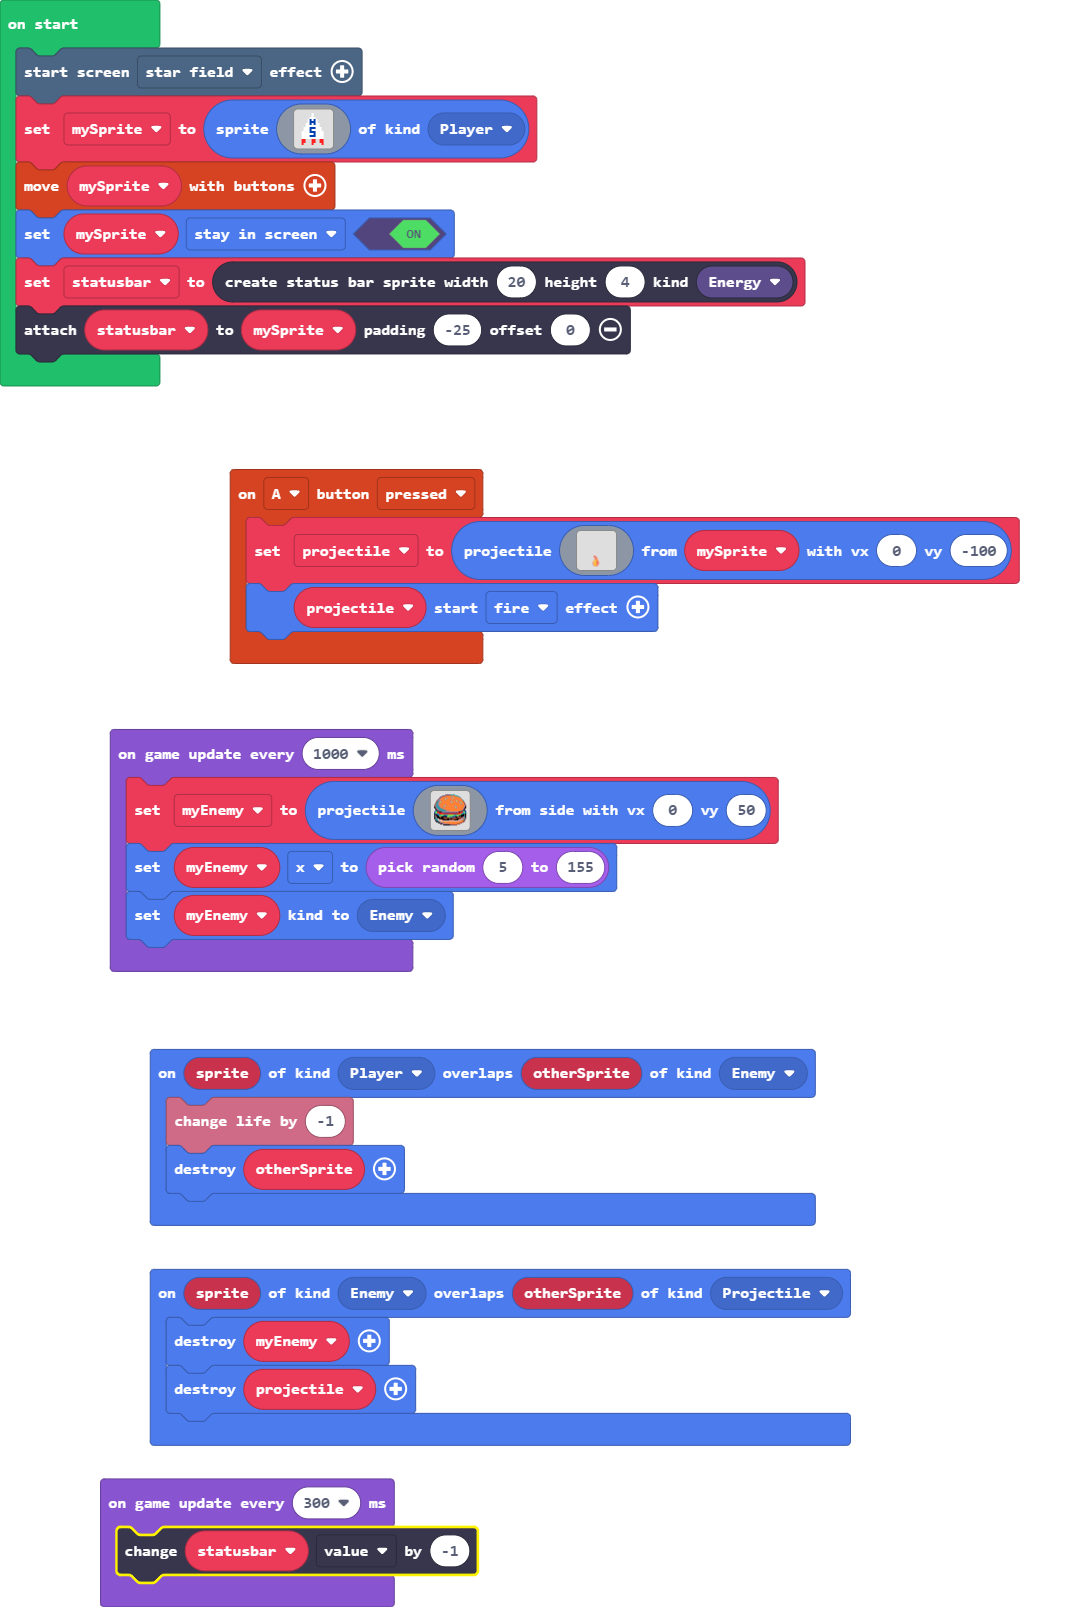 on start
start screen star field effect
set mySprite to sprite H S of kind Player
move mySprite with buttons
set mySprite stay in screen ON
set statusbar to create status bar sprite width 20 height 4 kind Energy
attach statusbar to mySprite padding -25 offset 0
on A button pressed
set projectile to projectile from mySprite with vx 0 vy -100
projectile start fire effect
on game update every 1000 ms
set myEnemy to projectile from side with vx 0 vy 50
set myEnemy x to pick random 5 to 155
set myEnemy kind to Enemy
on sprite of kind Player overlaps otherSprite of kind Enemy
change life by -1
destroy otherSprite
on sprite of kind Enemy overlaps otherSprite of kind Projectile
destroy myEnemy
destroy projectile
on game update every 300 ms
change statusbar value by -1